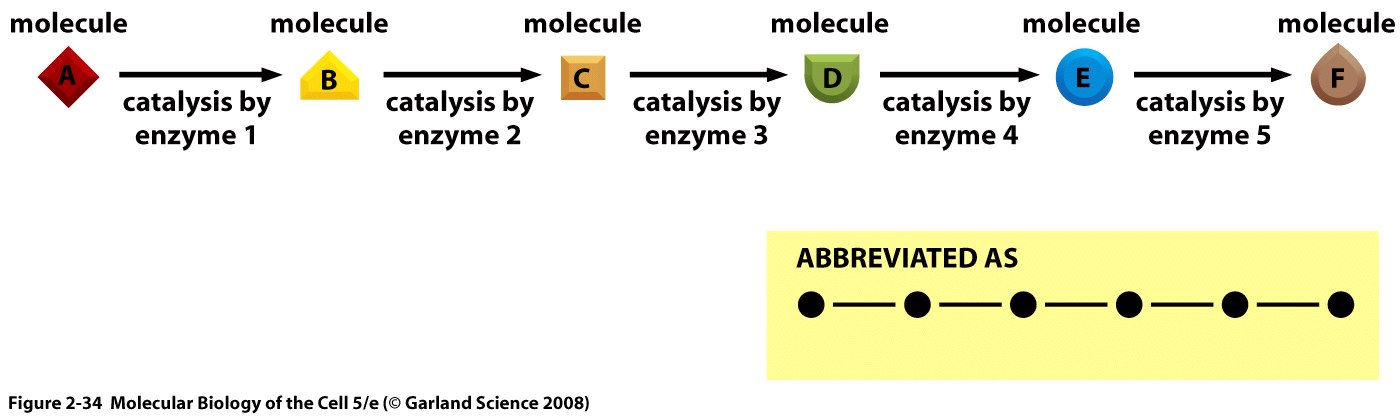 molecule molecule molecule molecule molecule molecule
A B C D E F
catalysis by catalysis by catalysis by catalysis by catalysis by
enzyme 1 enzyme 2 enzyme 3 enzyme 4 enzyme 5
ABBREVIATED AS
Figure 2-34 Molecular Biology of the Cell 5/e (© Garland Science 2008)